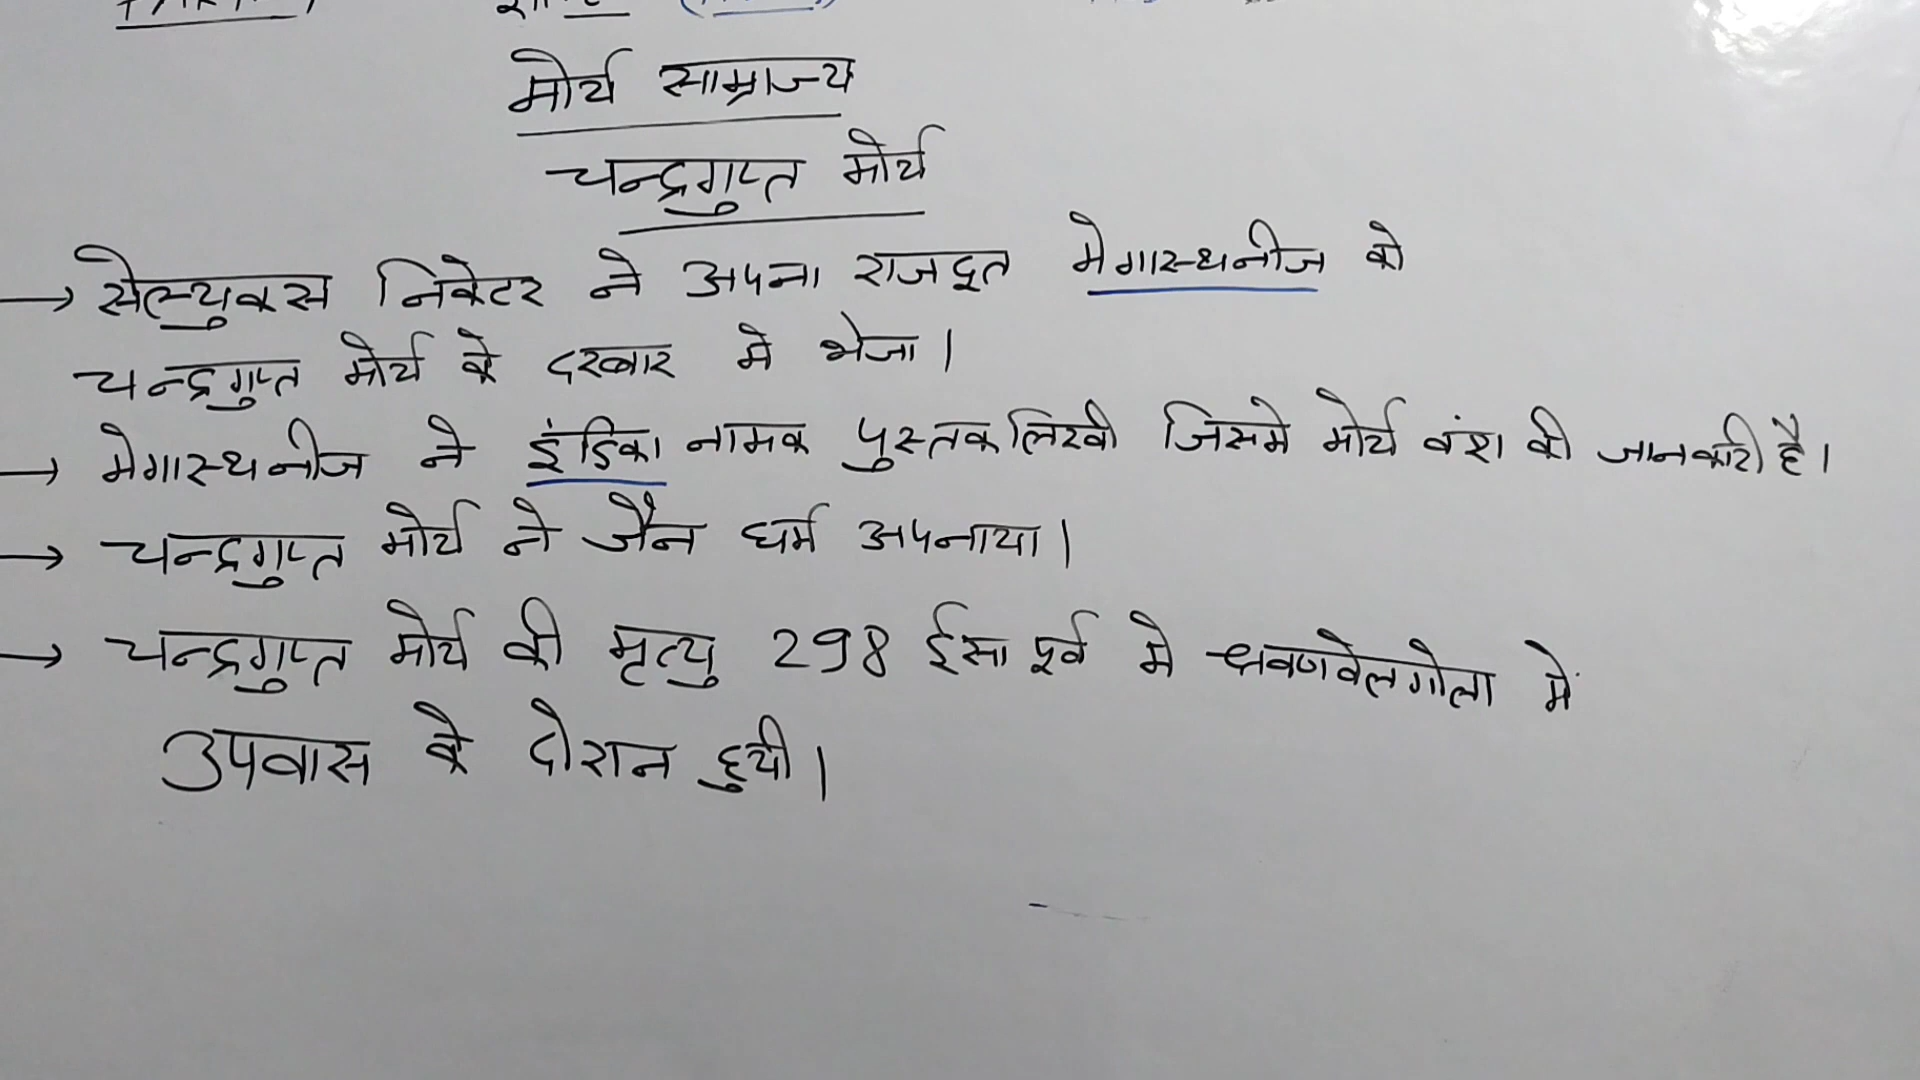 मोर्य साम्राज्य
चन्द्रगुप्त मोर्य
→ सेल्युकस निकेटर ने अपना राजदूत मेगास्थनीज को
चन्द्रगुप्त मोर्य के दरबार मे भेजा।
→ मेगास्थनीज ने इंडिका नामक पुस्तक लिखी जिसमे मोर्य वंश की जानकारी है।
→ चन्द्रगुप्त मोर्य ने जैन धर्म अपनाया।
→ चन्द्रगुप्त मोर्य की मृत्यु 298 ईसा पूर्व मे श्रवणवेलगोला में
उपवास के दोरान हुयी।